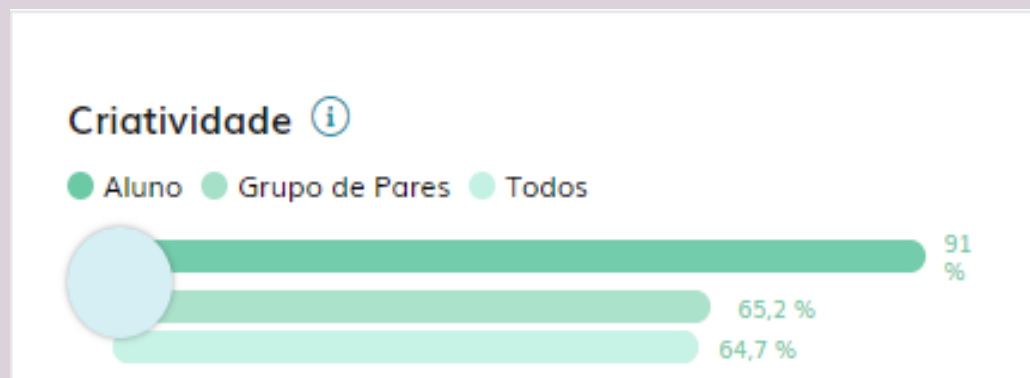 Criatividade i
Aluno Grupo de Pares Todos
91
%
65,2 %
64,7 %